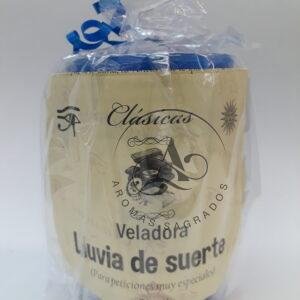 Clásicas
AROMAS SAGRADOS
Veladora
Lluvia de suerte
(Para peticiones muy especiales)